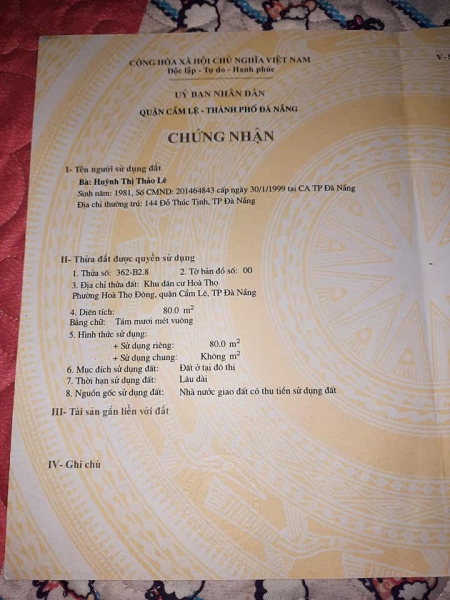 CỘNG HÒA XÃ HỘI CHỦ NGHĨA VIỆT NAM
Độc lập - Tự do - Hạnh phúc
UỶ BAN NHÂN DÂN
QUẬN CẨM LỆ - THÀNH PHỐ ĐÀ NẴNG
CHỨNG NHẬN
I- Tên người sử dụng đất
Bà: Huỳnh Thị Thảo Lê
Sinh năm: 1981, Số CMND: 201464843 cấp ngày 30/1/1999 tại CA TP Đà Nẵng
Địa chỉ thường trú: 144 Đỗ Thúc Tịnh, TP Đà Nẵng
II- Thửa đất được quyền sử dụng
1. Thửa số: 362-B2.8 2. Tờ bản đồ số: 00
3. Địa chỉ thửa đất: Khu dân cư Hoà Thọ
Phường Hoà Thọ Đông, quận Cẩm Lệ, TP Đà Nẵng
4. Diện tích: 80.0 m²
Bằng chữ: Tám mươi mét vuông
5. Hình thức sử dụng:
+ Sử dụng riêng: 80.0 m²
+ Sử dụng chung: Không m²
6. Mục đích sử dụng đất: Đất ở tại đô thị
7. Thời hạn sử dụng đất: Lâu dài
8. Nguồn gốc sử dụng đất: Nhà nước giao đất có thu tiền sử dụng đất
III- Tài sản gắn liền với đất
IV- Ghi chú